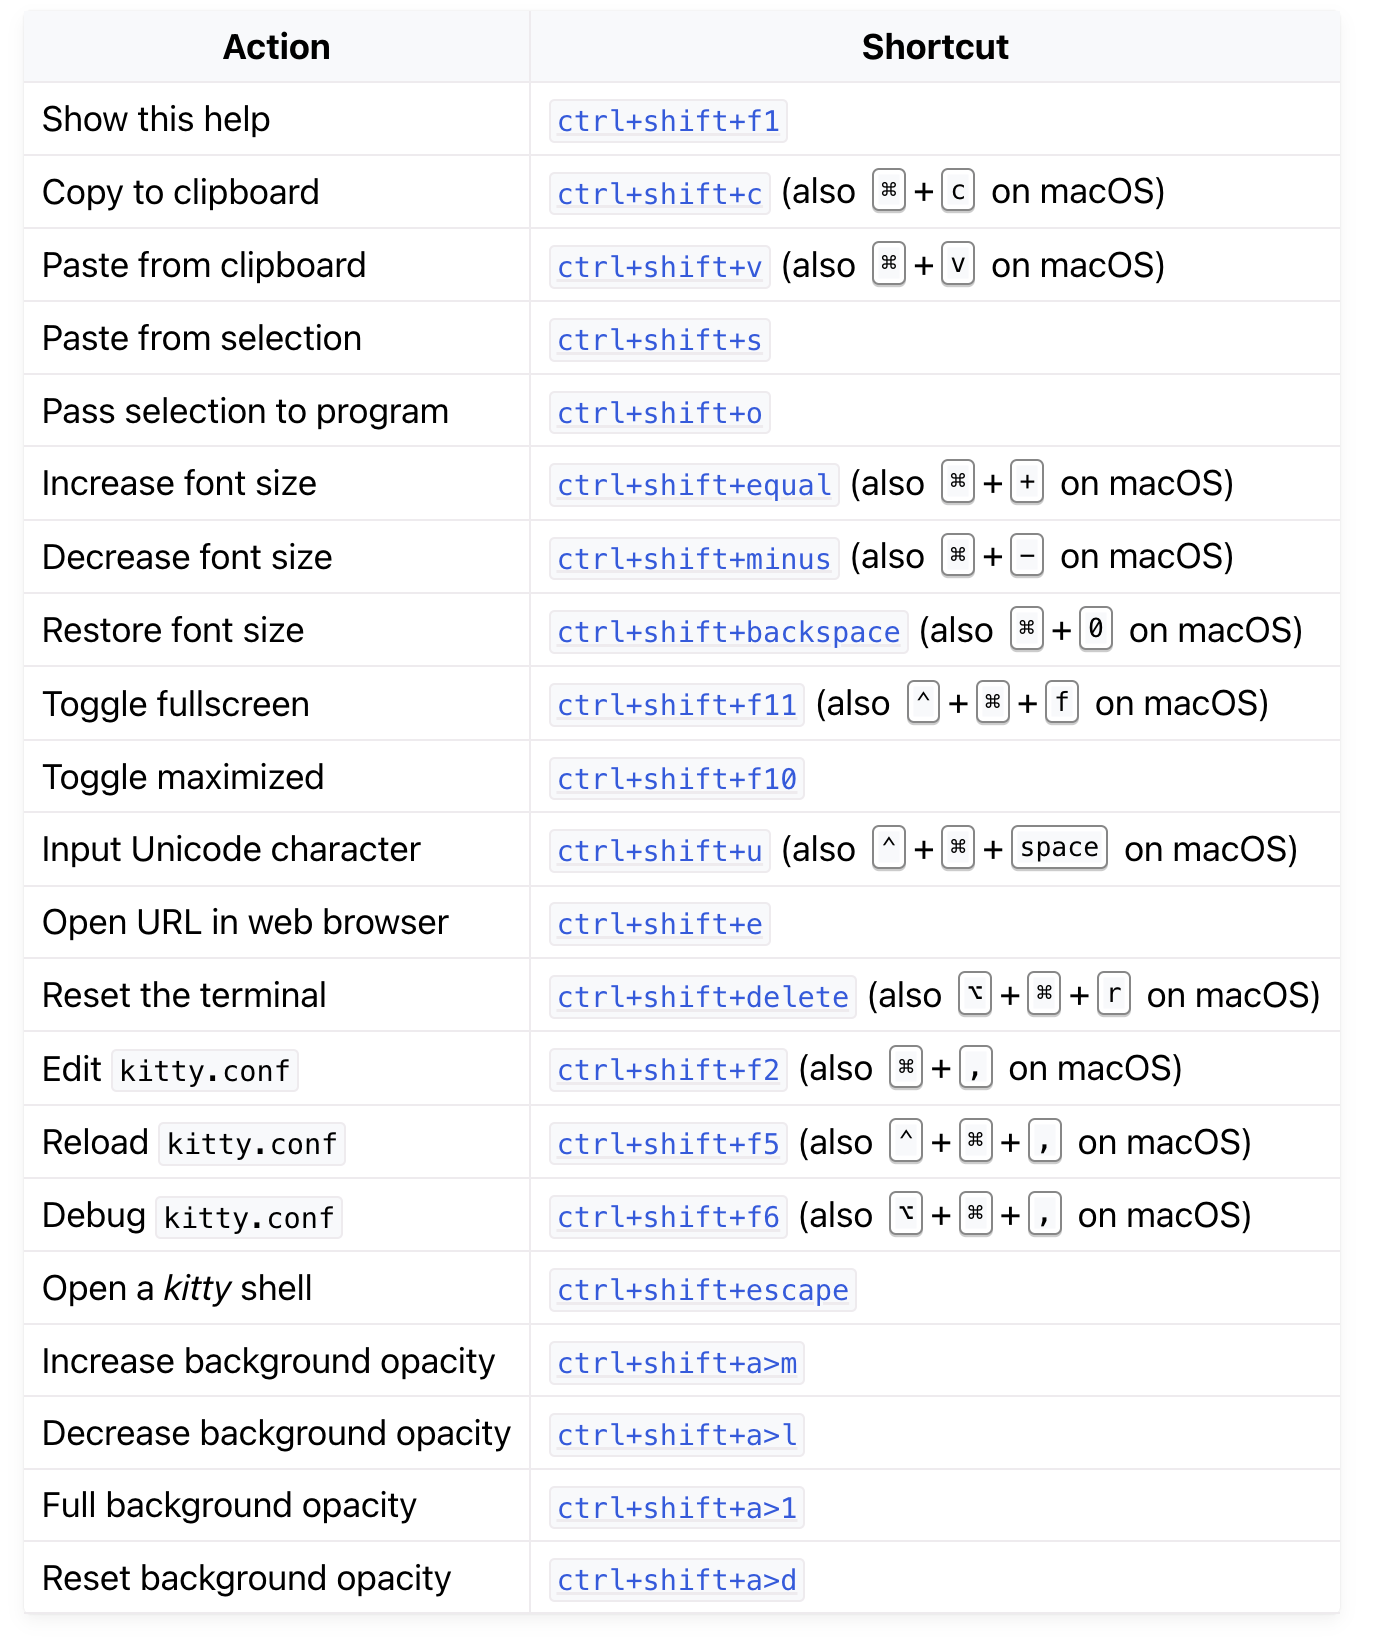 Action Shortcut
Show this help ctrl+shift+f1
Copy to clipboard ctrl+shift+c (also ⌘ + c on macOS)
Paste from clipboard ctrl+shift+v (also ⌘ + v on macOS)
Paste from selection ctrl+shift+s
Pass selection to program ctrl+shift+o
Increase font size ctrl+shift+equal (also ⌘ + + on macOS)
Decrease font size ctrl+shift+minus (also ⌘ + − on macOS)
Restore font size ctrl+shift+backspace (also ⌘ + 0 on macOS)
Toggle fullscreen ctrl+shift+f11 (also ⌃ + ⌘ + f on macOS)
Toggle maximized ctrl+shift+f10
Input Unicode character ctrl+shift+u (also ⌃ + ⌘ + space on macOS)
Open URL in web browser ctrl+shift+e
Reset the terminal ctrl+shift+delete (also ⌥ + ⌘ + r on macOS)
Edit kitty.conf ctrl+shift+f2 (also ⌘ + , on macOS)
Reload kitty.conf ctrl+shift+f5 (also ⌃ + ⌘ + , on macOS)
Debug kitty.conf ctrl+shift+f6 (also ⌥ + ⌘ + , on macOS)
Open a kitty shell ctrl+shift+escape
Increase background opacity ctrl+shift+a>m
Decrease background opacity ctrl+shift+a>l
Full background opacity ctrl+shift+a>1
Reset background opacity ctrl+shift+a>d